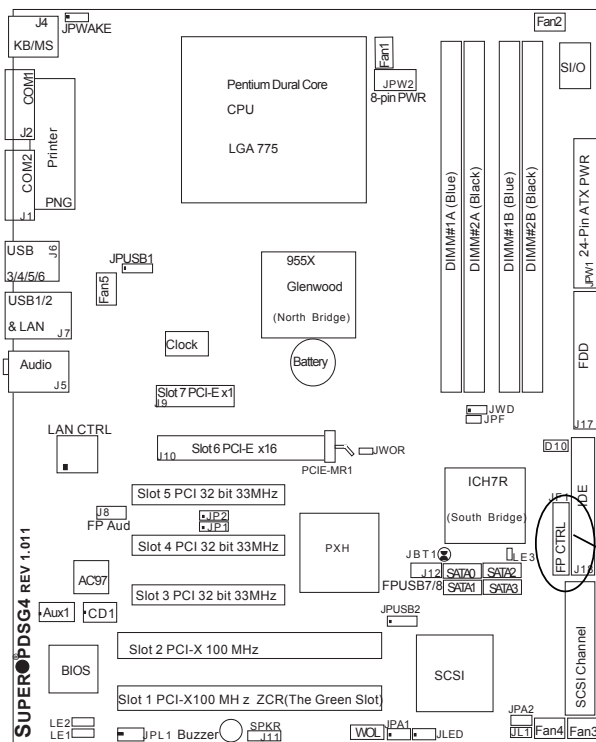 J4
KB/MS
JPWAKE
Fan2
Fan1
JPW2
8-pin PWR
SI/O
Pentium Dural Core
CPU
LGA 775
COM1
J2
Printer
COM2
J1
PNG
DIMM#1A (Blue)
DIMM#2A (Black)
DIMM#1B (Blue)
DIMM#2B (Black)
24-Pin ATX PWR
JPW1
USB
J6
3/4/5/6
JPUSB1
Fan5
955X
Glenwood
(North Bridge)
USB1/2
& LAN
J7
Clock
Battery
Audio
J5
FDD
J17
Slot 7 PCI-E x1
J9
JWD
JPF
LAN CTRL
J10
Slot6 PCI-E x16
PCIE-MR1
JWOR
D10
IDE
JF1
FP CTRL
J18
ICH7R
(South Bridge)
Slot 5 PCI 32 bit 33MHz
J8
FP Aud
JP2
JP1
Slot 4 PCI 32 bit 33MHz
PXH
JBT1
LE3
J12
SATA0
SATA2
FPUSB7/8
SATA1
SATA3
AC'97
Slot 3 PCI 32 bit 33MHz
Aux1
CD1
JPUSB2
Slot 2 PCI-X 100 MHz
BIOS
SCSI
SCSI Channel
Slot 1 PCI-X100 MH z ZCR(The Green Slot)
SUPER PDSG4 REV 1.011
LE2
LE1
JPL1
Buzzer
SPKR
J11
WOL
JPA1
JLED
JPA2
JL1
Fan4
Fan3